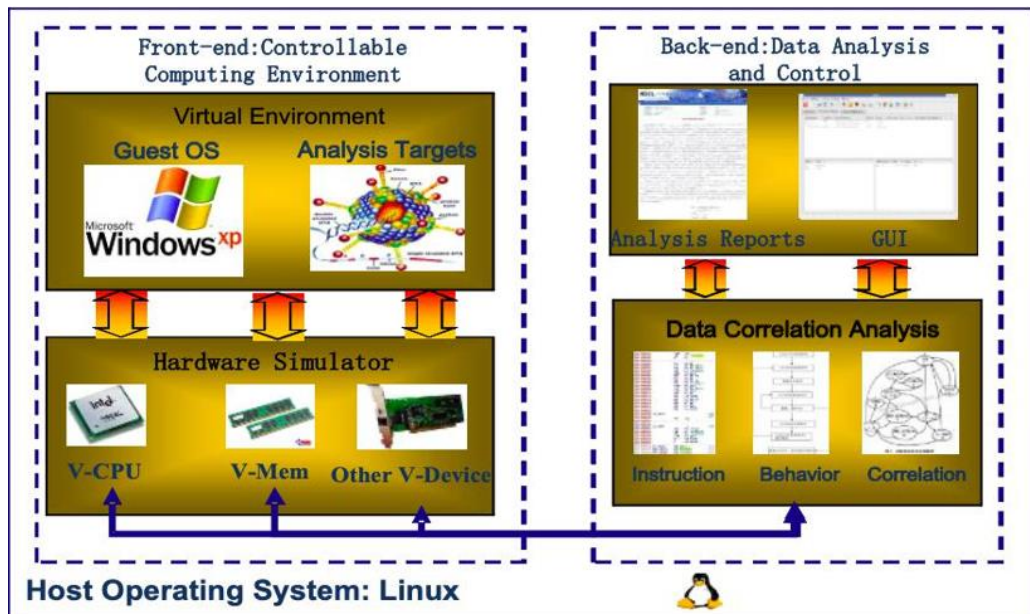 Front-end:Controllable
Computing Environment
Virtual Environment
Guest OS
Analysis Targets
Microsoft
Windows xp
Hardware Simulator
intel
V-CPU
V-Mem
Other V-Device
Back-end:Data Analysis
and Control
Analysis Reports
GUI
Data Correlation Analysis
Instruction
Behavior
Correlation
Host Operating System: Linux